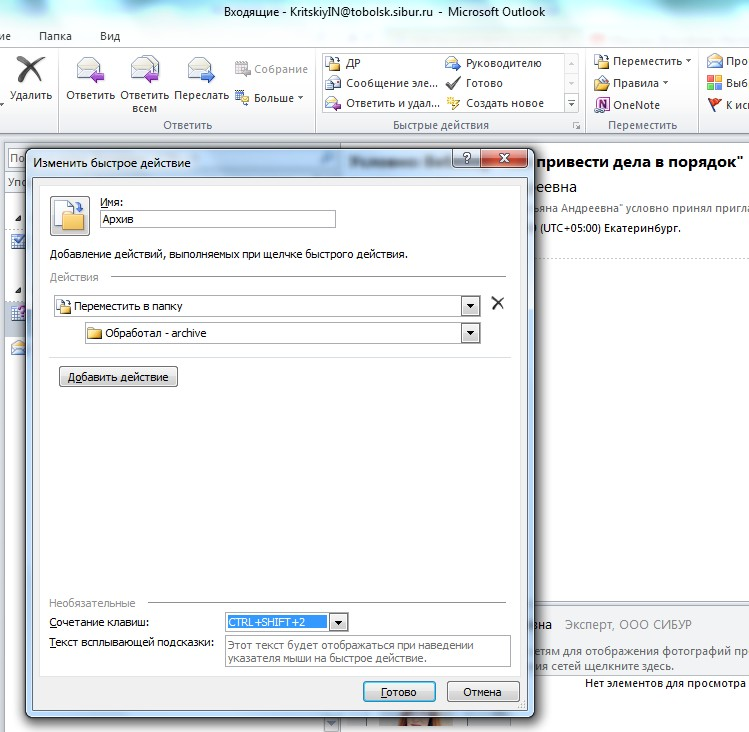 Входящие - KritskiyIN@tobolsk.sibur.ru - Microsoft Outlook
ие Папка Вид
Удалить
Ответить
Ответить всем
Переслать
Собрание
Больше
Ответить
ДР
Сообщение эле...
Ответить и удал...
Руководителю
Готово
Создать новое
Быстрые действия
Переместить
Правила
OneNote
Переместить
Про
Выб
К ис
По
Упо
привести дела в порядок"
еевна
ьяна Андреевна" условно принял пригла
(UTC+05:00) Екатеринбург.
Изменить быстрое действие
Имя:
Архив
Добавление действий, выполняемых при щелчке быстрого действия.
Действия
Переместить в папку
Обработал - archive
Добавить действие
Необязательные
Сочетание клавиш: CTRL+SHIFT+2
Текст всплывающей подсказки: Этот текст будет отображаться при наведении
указателя мыши на быстрое действие.
Готово Отмена
вна Эксперт, ООО СИБУР
етям для отображения фотографий пр
ия сетей щелкните здесь.
Нет элементов для просмотра